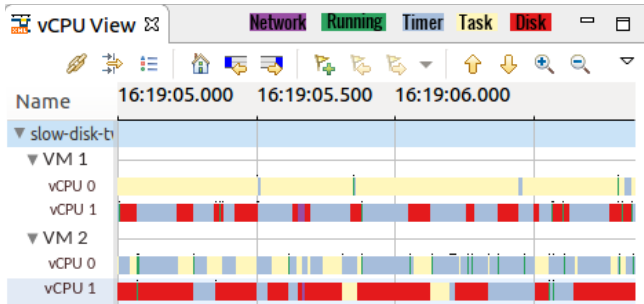 vCPU View Network Running Timer Task Disk
Name 16:19:05.000 16:19:05.500 16:19:06.000
slow-disk-tw
VM 1
vCPU 0
vCPU 1
VM 2
vCPU 0
vCPU 1